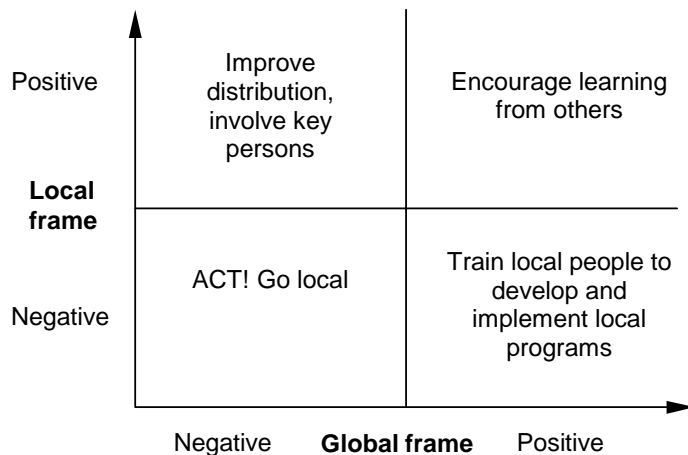 Positive
Improve
distribution,
involve key
persons
Encourage learning
from others
Local
frame
Negative
ACT! Go local
Train local people to
develop and
implement local
programs
Negative
Global frame
Positive